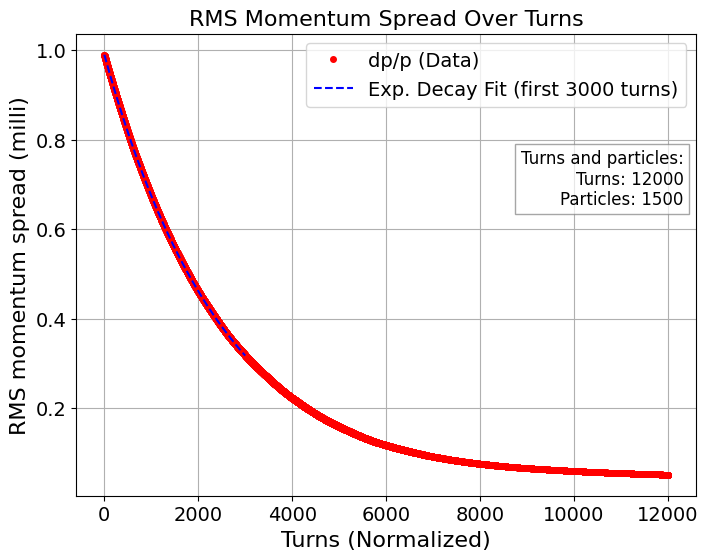 RMS Momentum Spread Over Turns
RMS momentum spread (milli)
1.0
0.8
0.6
0.4
0.2
dp/p (Data)
Exp. Decay Fit (first 3000 turns)
Turns and particles:
Turns: 12000
Particles: 1500
0 2000 4000 6000 8000 10000 12000
Turns (Normalized)